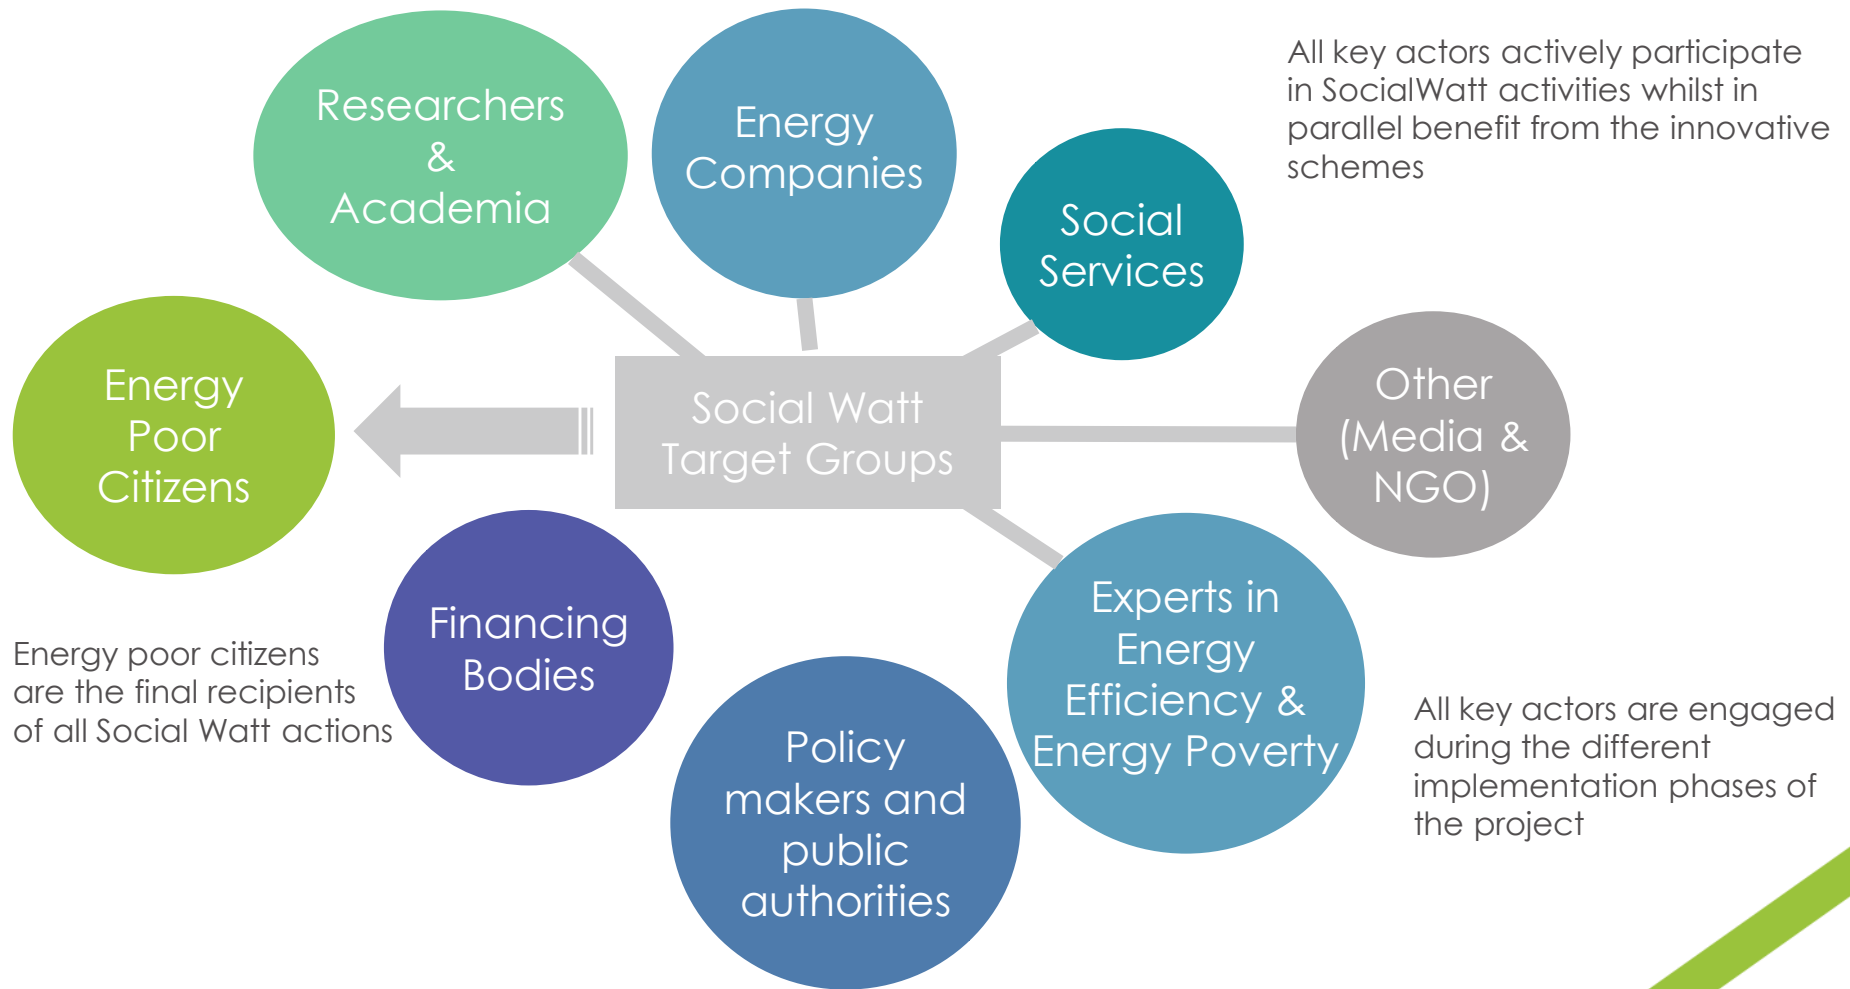 Researchers
&
Academia
Energy
Companies
Social
Services
All key actors actively participate
in SocialWatt activities whilst in
parallel benefit from the innovative
schemes
Energy
Poor
Citizens
Social Watt
Target Groups
Other
(Media &
NGO)
Financing
Bodies
Experts in
Energy
Efficiency &
Energy Poverty
Energy poor citizens
are the final recipients
of all Social Watt actions
Policy
makers and
public
authorities
All key actors are engaged
during the different
implementation phases of
the project